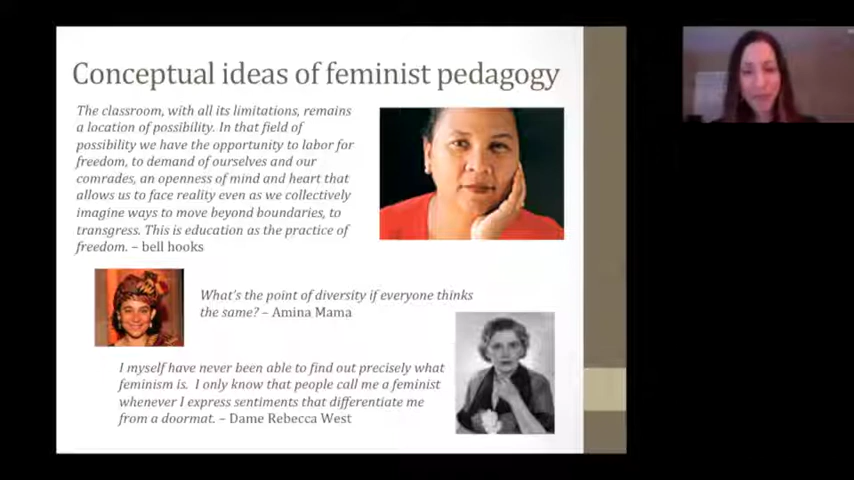 Conceptual ideas of feminist pedagogy
The classroom, with all its limitations, remains
a location of possibility. In that field of
possibility we have the opportunity to labor for
freedom, to demand of ourselves and our
comrades, an openness of mind and heart that
allows us to face reality even as we collectively
imagine ways to move beyond boundaries, to
transgress. This is education as the practice of
freedom. – bell hooks
What's the point of diversity if everyone thinks
the same? – Amina Mama
I myself have never been able to find out precisely what
feminism is. I only know that people call me a feminist
whenever I express sentiments that differentiate me
from a doormat. – Dame Rebecca West